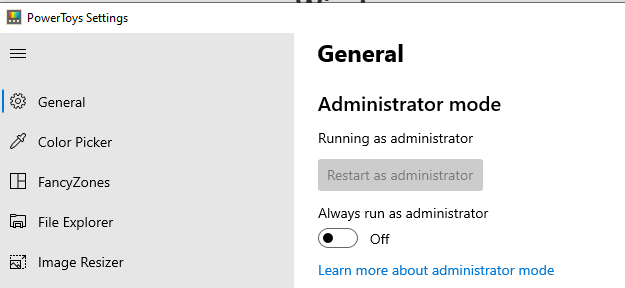 PowerToys Settings
General
Color Picker
FancyZones
File Explorer
Image Resizer
General
Administrator mode
Running as administrator
Restart as administrator
Always run as administrator
Off
Learn more about administrator mode